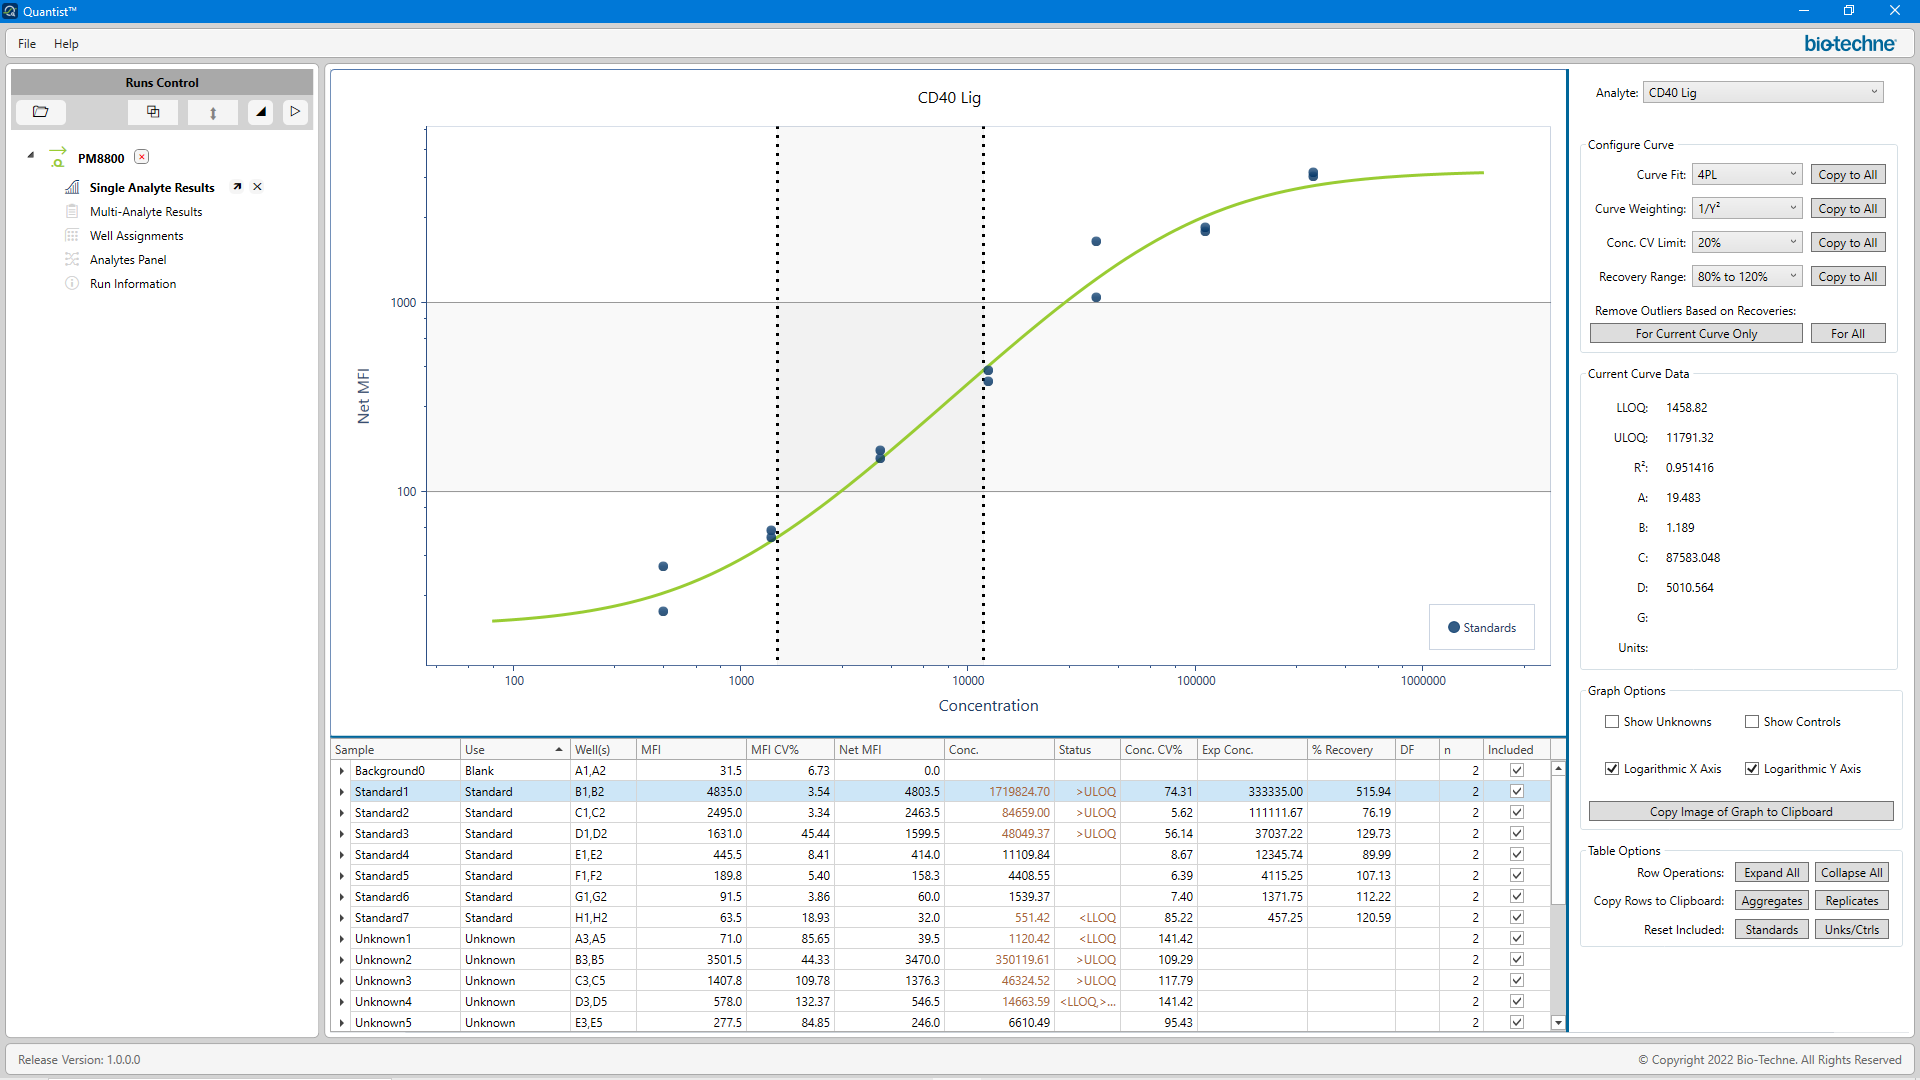 Quantist™
File Help
bio-techne
Runs Control
PM8800
Single Analyte Results
Multi-Analyte Results
Well Assignments
Analytes Panel
Run Information
CD40 Lig
Net MFI
1000
100
Standards
100 1000 10000 100000 1000000
Concentration
Sample Use Well(s) MFI MFI CV% Net MFI Conc. Status Conc. CV% Exp Conc. % Recovery DF n Included
Background0 Blank A1,A2 31.5 6.73 0.0 2
Standard1 Standard B1,B2 4835.0 3.54 4803.5 1719824.70 >ULOQ 74.31 333335.00 515.94 2
Standard2 Standard C1,C2 2495.0 3.34 2463.5 84659.00 >ULOQ 5.62 111111.67 76.19 2
Standard3 Standard D1,D2 1631.0 45.44 1599.5 48049.37 >ULOQ 56.14 37037.22 129.73 2
Standard4 Standard E1,E2 445.5 8.41 414.0 11109.84 8.67 12345.74 89.99 2
Standard5 Standard F1,F2 189.8 5.40 158.3 4408.55 6.39 4115.25 107.13 2
Standard6 Standard G1,G2 91.5 3.86 60.0 1539.37 7.40 1371.75 112.22 2
Standard7 Standard H1,H2 63.5 18.93 32.0 551.42 <LLOQ 85.22 457.25 120.59 2
Unknown1 Unknown A3,A5 71.0 85.65 39.5 1120.42 <LLOQ 141.42 2
Unknown2 Unknown B3,B5 3501.5 44.33 3470.0 350119.61 >ULOQ 109.29 2
Unknown3 Unknown C3,C5 1407.8 109.78 1376.3 46324.52 >ULOQ 117.79 2
Unknown4 Unknown D3,D5 578.0 132.37 546.5 14663.59 <LLOQ,>... 141.42 2
Unknown5 Unknown E3,E5 277.5 84.85 246.0 6610.49 95.43 2
Analyte: CD40 Lig
Configure Curve
Curve Fit: 4PL Copy to All
Curve Weighting: 1/Y² Copy to All
Conc. CV Limit: 20% Copy to All
Recovery Range: 80% to 120% Copy to All
Remove Outliers Based on Recoveries:
For Current Curve Only For All
Current Curve Data
LLOQ: 1458.82
ULOQ: 11791.32
R²: 0.951416
A: 19.483
B: 1.189
C: 87583.048
D: 5010.564
G:
Units:
Graph Options
Show Unknowns Show Controls
Logarithmic X Axis Logarithmic Y Axis
Copy Image of Graph to Clipboard
Table Options
Row Operations: Expand All Collapse All
Copy Rows to Clipboard: Aggregates Replicates
Reset Included: Standards Unks/Ctrls
Release Version: 1.0.0.0
© Copyright 2022 Bio-Techne. All Rights Reserved